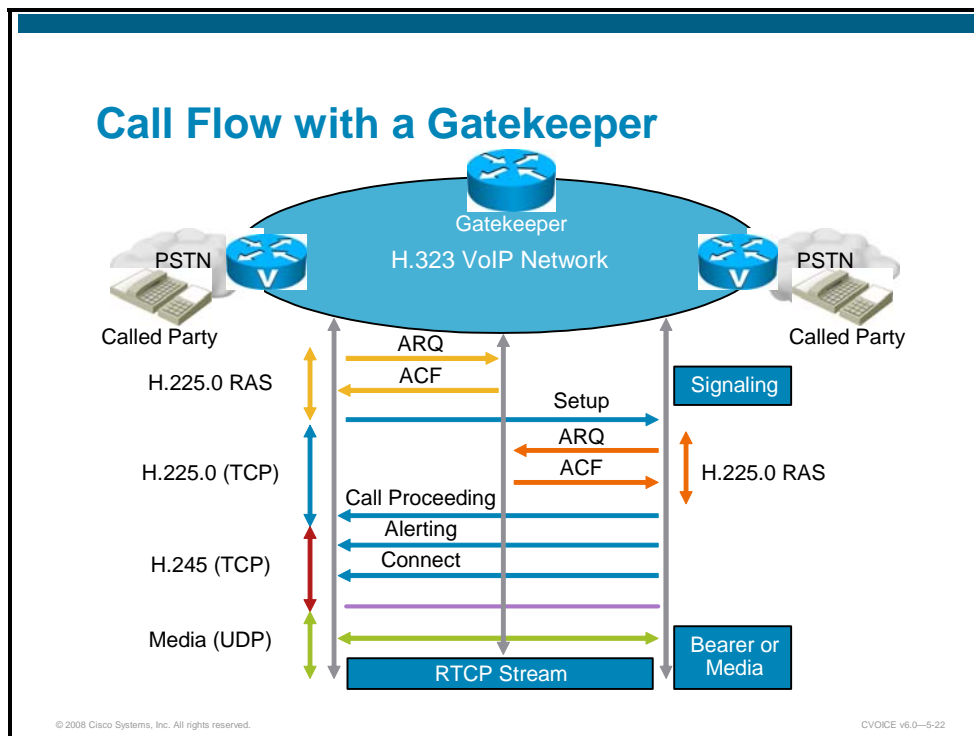 Call Flow with a Gatekeeper
Gatekeeper
H.323 VoIP Network
PSTN
V
V
PSTN
Called Party
Called Party
ARQ
H.225.0 RAS
ACF
Signaling
Setup
ARQ
H.225.0 (TCP)
ACF
H.225.0 RAS
Call Proceeding
Alerting
H.245 (TCP)
Connect
Media (UDP)
Bearer or
Media
RTCP Stream
© 2008 Cisco Systems, Inc. All rights reserved.
CVOICE v6.0—5-22